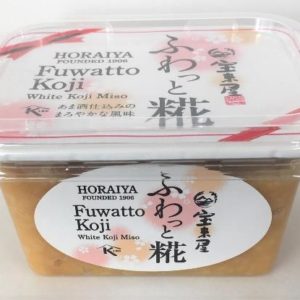 HORAIYA
FOUNDED 1906
Fuwatto
Koji
White Koji Miso
K
あま酒仕込みの
まろやかな風味
ふわっと
糀
宝来屋
HORAIYA
FOUNDED 1906
Fuwatto
Koji
White Koji Miso
K
ふわっと
糀
宝来屋